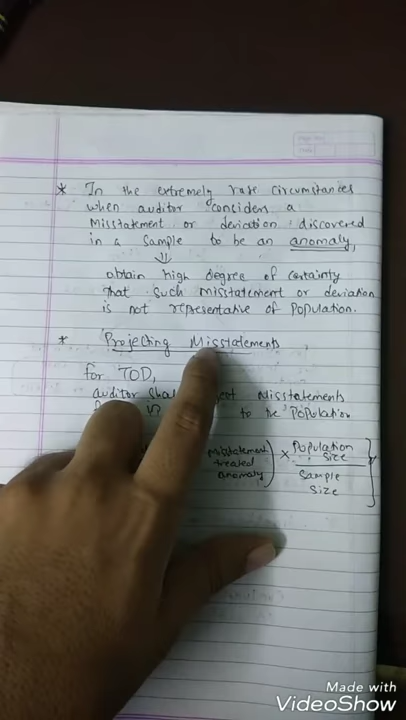 * In the extremely rare circumstances
when auditor considers a
Misstatement or deviation discovered
in a sample to be an anomaly,
⇓
obtain high degree of certainty
that such misstatement or deviation
is not representative of Population.
* Projecting Misstatements
for TOD,
auditor Misstatements
to the Population
misstatement
treated
anomaly) × Population Size
Sample Size
Made with
VideoShow